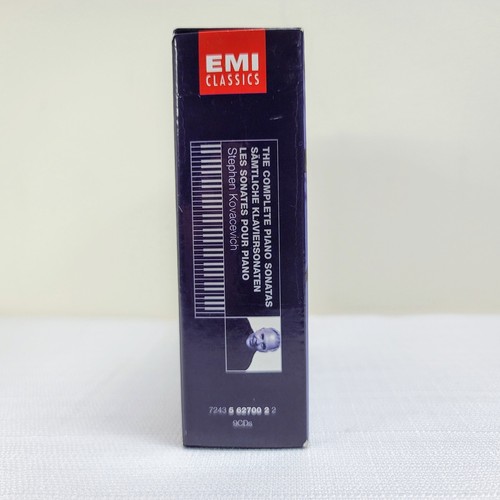 EMI
CLASSICS
THE COMPLETE PIANO SONATAS
SÄMTLICHE KLAVIERSONATEN
LES SONATES POUR PIANO
Stephen Kovacevich
7243 5 62700 2 2
9CDs